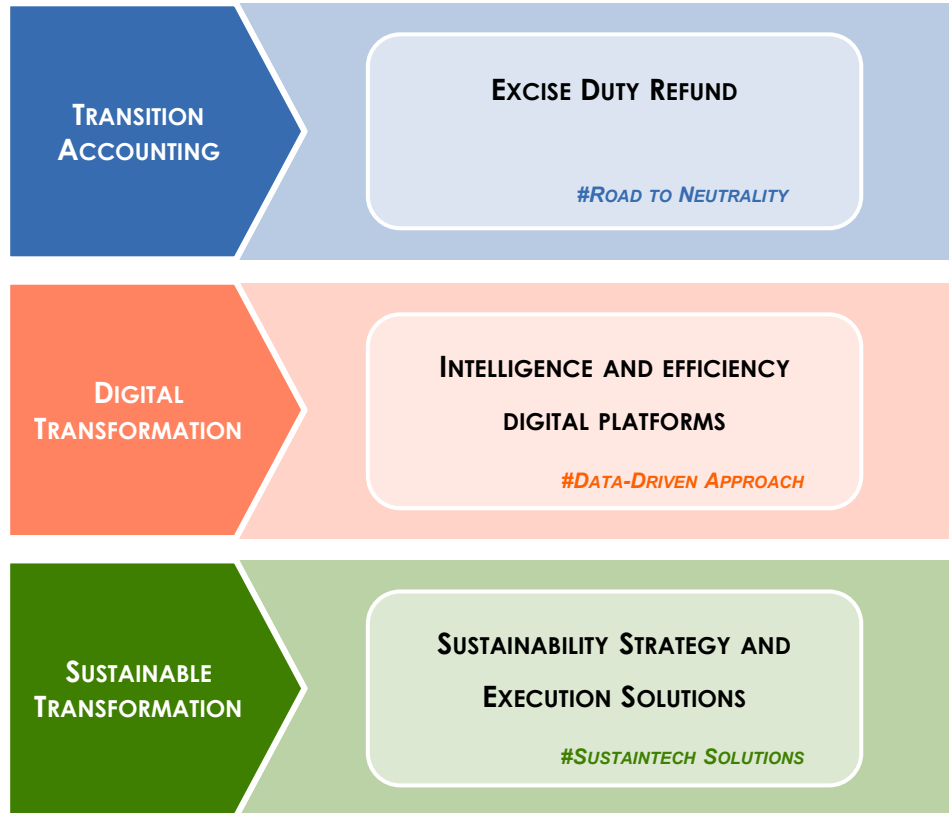 Transition
Accounting
Excise Duty Refund
#Road to Neutrality
Digital
Transformation
Intelligence and efficiency
digital platforms
#Data-Driven Approach
Sustainable
Transformation
Sustainability Strategy and
Execution Solutions
#Sustaintech Solutions